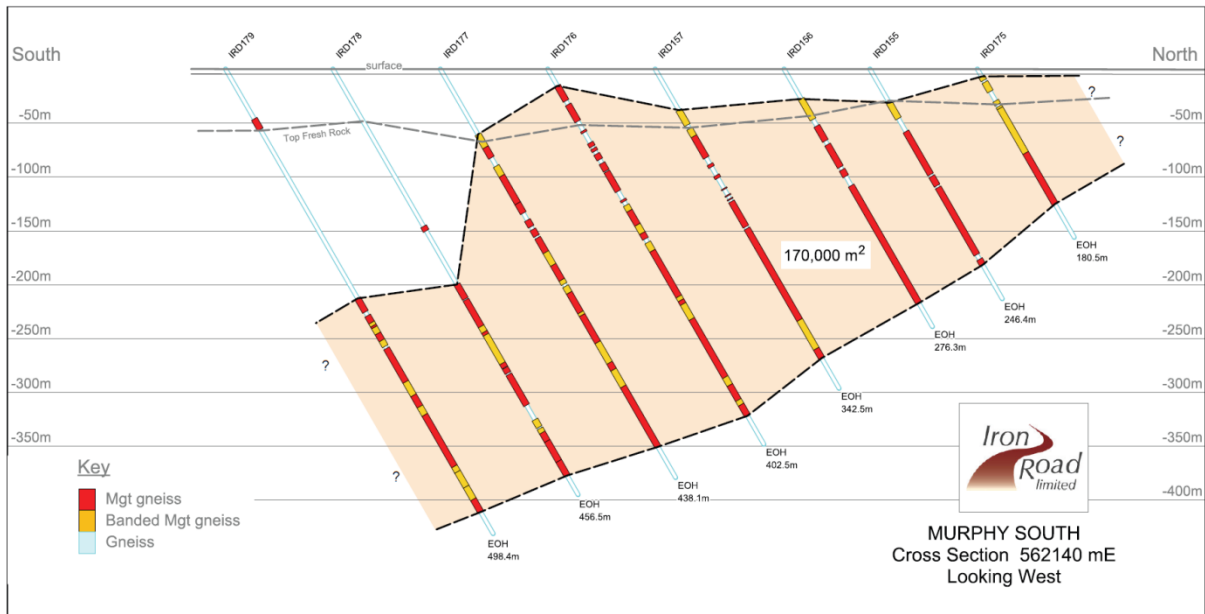 IRD179
IRD178
IRD177
IRD176
IRD157
IRD156
IRD155
IRD175
South
North
surface
Top Fresh Rock
-50m
-50m
-100m
-100m
-150m
-150m
-200m
-200m
-250m
-250m
-300m
-300m
-350m
-350m
-400m
?
?
?
?
170,000 m²
EOH
180.5m
EOH
246.4m
EOH
276.3m
EOH
342.5m
EOH
402.5m
EOH
438.1m
EOH
456.5m
EOH
498.4m
Key
Mgt gneiss
Banded Mgt gneiss
Gneiss
Iron
Road
limited
MURPHY SOUTH
Cross Section 562140 mE
Looking West